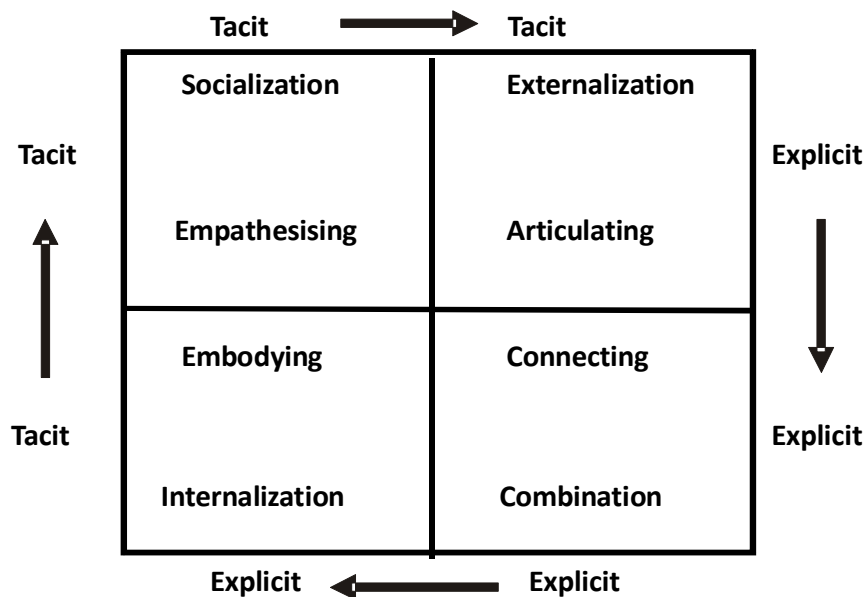 Tacit Tacit
Socialization Externalization
Tacit Explicit
Empathesising Articulating
Embodying Connecting
Tacit Explicit
Internalization Combination
Explicit Explicit